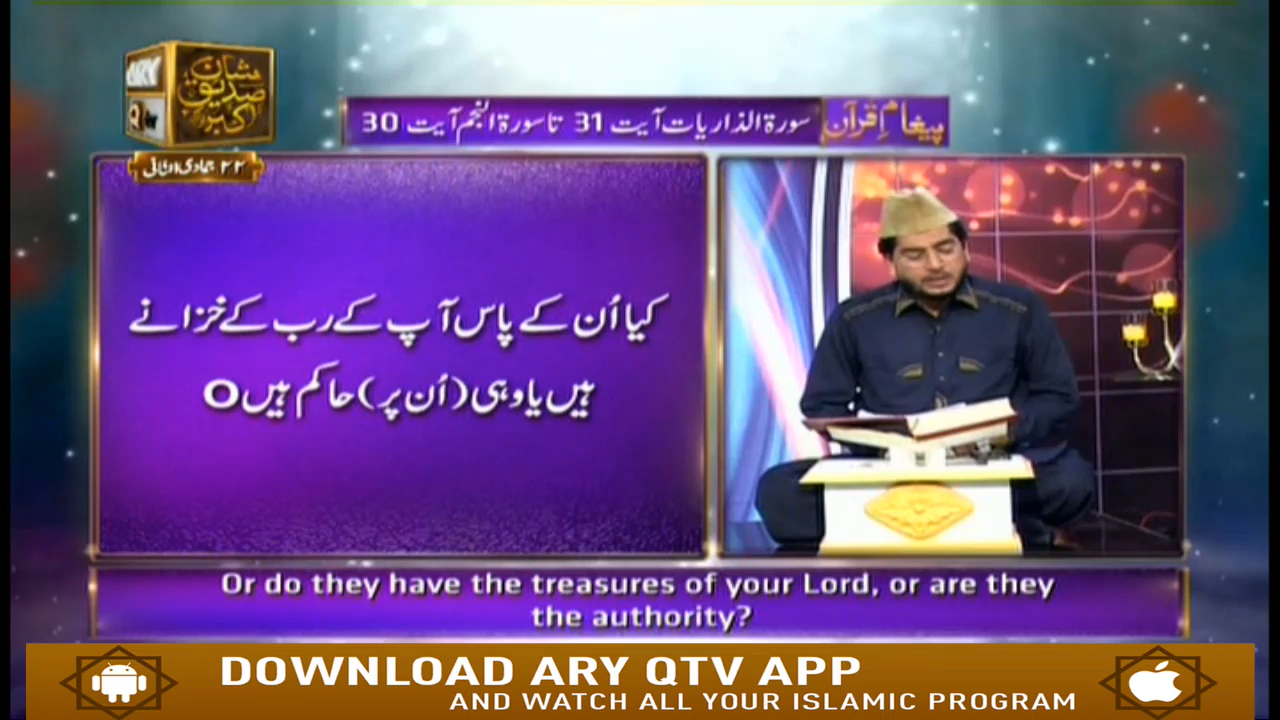 ARY
Qtv
شان
صدیق
اکبر
۲۲ جمادی الثانی
پیغامِ قرآن سورۃ الذاریات آیت 31 تا سورۃ النجم آیت 30
کیا اُن کے پاس آپ کے رب کے خزانے
ہیں یا وہی (اُن پر) حاکم ہیں O
Or do they have the treasures of your Lord, or are they
the authority?
DOWNLOAD ARY QTV APP
AND WATCH ALL YOUR ISLAMIC PROGRAM